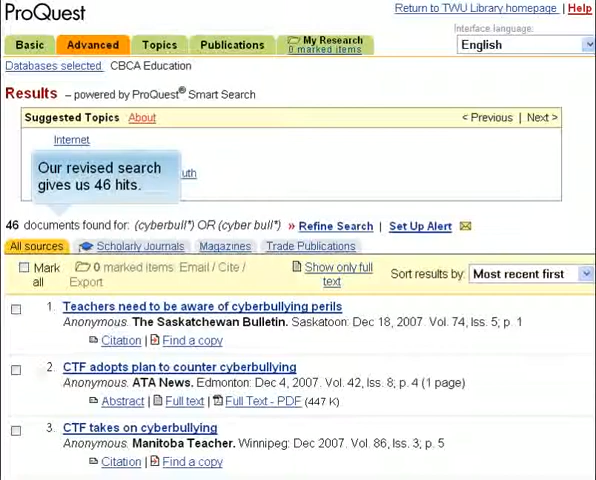 ProQuest
Return to TWU Library homepage | Help
Interface language:
English
Basic Advanced Topics Publications My Research 0 marked items
Databases selected CBCA Education
Results – powered by ProQuest® Smart Search
Suggested Topics About < Previous | Next >
Internet
Our revised search
gives us 46 hits.
uth
46 documents found for: (cyberbull*) OR (cyber bull*) » Refine Search | Set Up Alert
All sources Scholarly Journals Magazines Trade Publications
Mark all 0 marked items: Email / Cite / Export Show only full text Sort results by: Most recent first
1. Teachers need to be aware of cyberbullying perils
Anonymous. The Saskatchewan Bulletin. Saskatoon: Dec 18, 2007. Vol. 74, Iss. 5; p. 1
Citation | Find a copy
2. CTF adopts plan to counter cyberbullying
Anonymous. ATA News. Edmonton: Dec 4, 2007. Vol. 42, Iss. 8; p. 4 (1 page)
Abstract | Full text | Full Text - PDF (447 K)
3. CTF takes on cyberbullying
Anonymous. Manitoba Teacher. Winnipeg: Dec 2007. Vol. 86, Iss. 3; p. 5
Citation | Find a copy